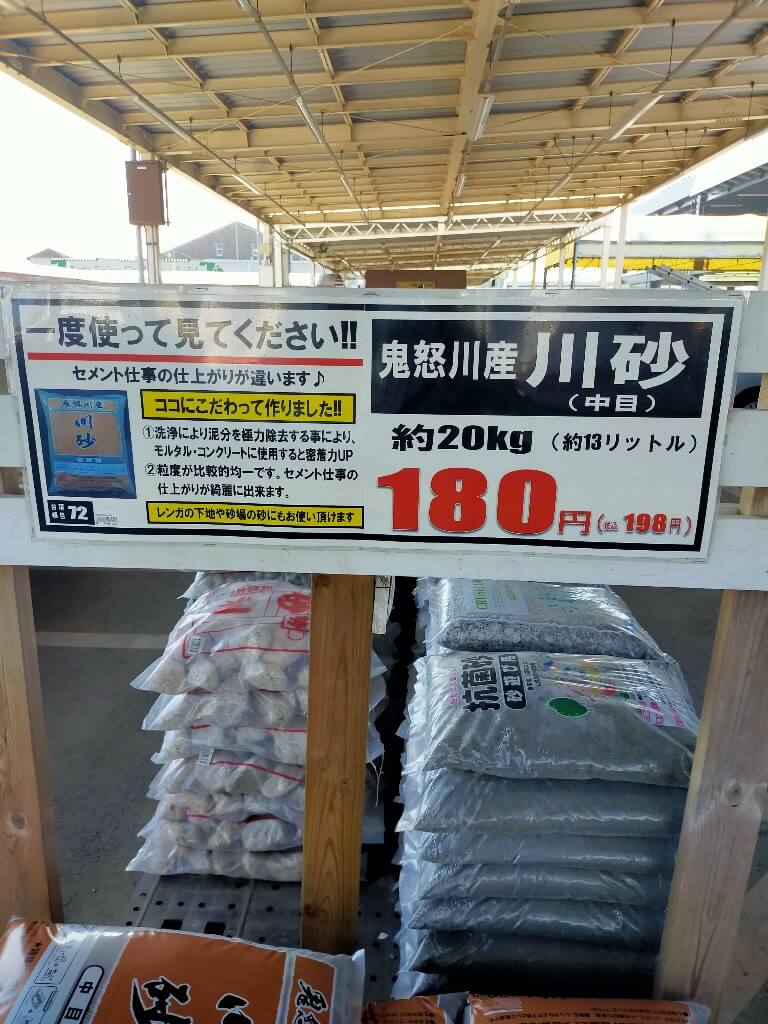 一度使って見てください!!
セメント仕事の仕上がりが違います♪
ココにこだわって作りました!!
①洗浄により泥分を極力除去する事により、
モルタル・コンクリートに使用すると密着力UP
②粒度が比較的均一です。セメント仕事の
仕上がりが綺麗に出来ます。
レンガの下地や砂場の砂にもお使い頂けます
鬼怒川産
川砂
72
鬼怒川産 川砂
(中目)
約20kg (約13リットル)
180円(税込 198円)
抗菌砂
砂遊び用
中目